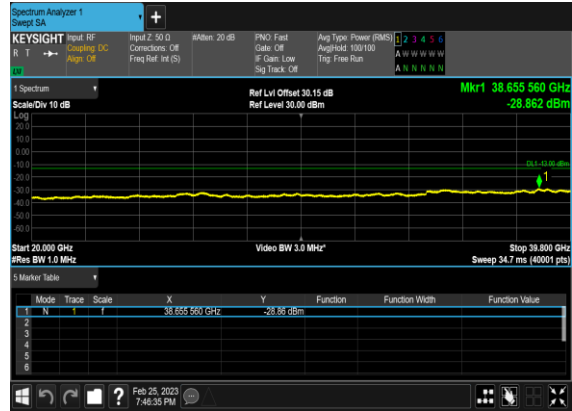 Spectrum Analyzer 1
Swept SA
KEYSIGHT
R T
Input: RF
Coupling: DC
Align: Off
Input Z: 50 Ω
Corrections: Off
Freq Ref: Int (S)
#Atten: 20 dB
PNO: Fast
Gate: Off
IF Gain: Low
Sig Track: Off
Avg Type: Power (RMS)
Avg|Hold: 100/100
Trig: Free Run
1 2 3 4 5 6
A W W W W W
A N N N N N
1 Spectrum
Scale/Div 10 dB
Ref Lvl Offset 30.15 dB
Ref Level 30.00 dBm
Mkr1 38.655 560 GHz
-28.862 dBm
Log
20.0
10.0
0.00
-10.0
-20.0
-30.0
-40.0
-50.0
-60.0
DL1 -13.00 dBm
1
Start 20.000 GHz
#Res BW 1.0 MHz
Video BW 3.0 MHz*
Stop 39.800 GHz
Sweep 34.7 ms (40001 pts)
5 Marker Table
Mode Trace Scale X Y Function Function Width Function Value
1 N 1 f 38.655 560 GHz -28.86 dBm
2
3
4
5
6
?
Feb 25, 2023
7:46:35 PM